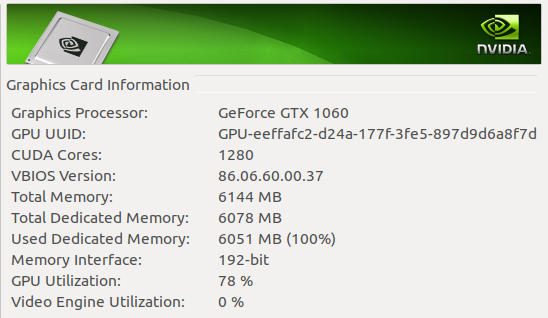 NVIDIA
Graphics Card Information
Graphics Processor: GeForce GTX 1060
GPU UUID: GPU-eeffafc2-d24a-177f-3fe5-897d9d6a8f7d
CUDA Cores: 1280
VBIOS Version: 86.06.60.00.37
Total Memory: 6144 MB
Total Dedicated Memory: 6078 MB
Used Dedicated Memory: 6051 MB (100%)
Memory Interface: 192-bit
GPU Utilization: 78 %
Video Engine Utilization: 0 %